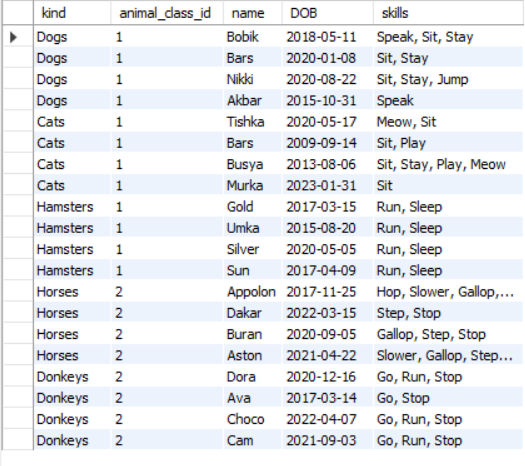 kind animal_class_id name DOB skills
Dogs 1 Bobik 2018-05-11 Speak, Sit, Stay
Dogs 1 Bars 2020-01-08 Sit, Stay
Dogs 1 Nikki 2020-08-22 Sit, Stay, Jump
Dogs 1 Akbar 2015-10-31 Speak
Cats 1 Tishka 2020-05-17 Meow, Sit
Cats 1 Bars 2009-09-14 Sit, Play
Cats 1 Busya 2013-08-06 Sit, Stay, Play, Meow
Cats 1 Murka 2023-01-31 Sit
Hamsters 1 Gold 2017-03-15 Run, Sleep
Hamsters 1 Umka 2015-08-20 Run, Sleep
Hamsters 1 Silver 2020-05-05 Run, Sleep
Hamsters 1 Sun 2017-04-09 Run, Sleep
Horses 2 Appolon 2017-11-25 Hop, Slower, Gallop,...
Horses 2 Dakar 2022-03-15 Step, Stop
Horses 2 Buran 2020-09-05 Gallop, Step, Stop
Horses 2 Aston 2021-04-22 Slower, Gallop, Step...
Donkeys 2 Dora 2020-12-16 Go, Run, Stop
Donkeys 2 Ava 2017-03-14 Go, Stop
Donkeys 2 Choco 2022-04-07 Go, Run, Stop
Donkeys 2 Cam 2021-09-03 Go, Run, Stop